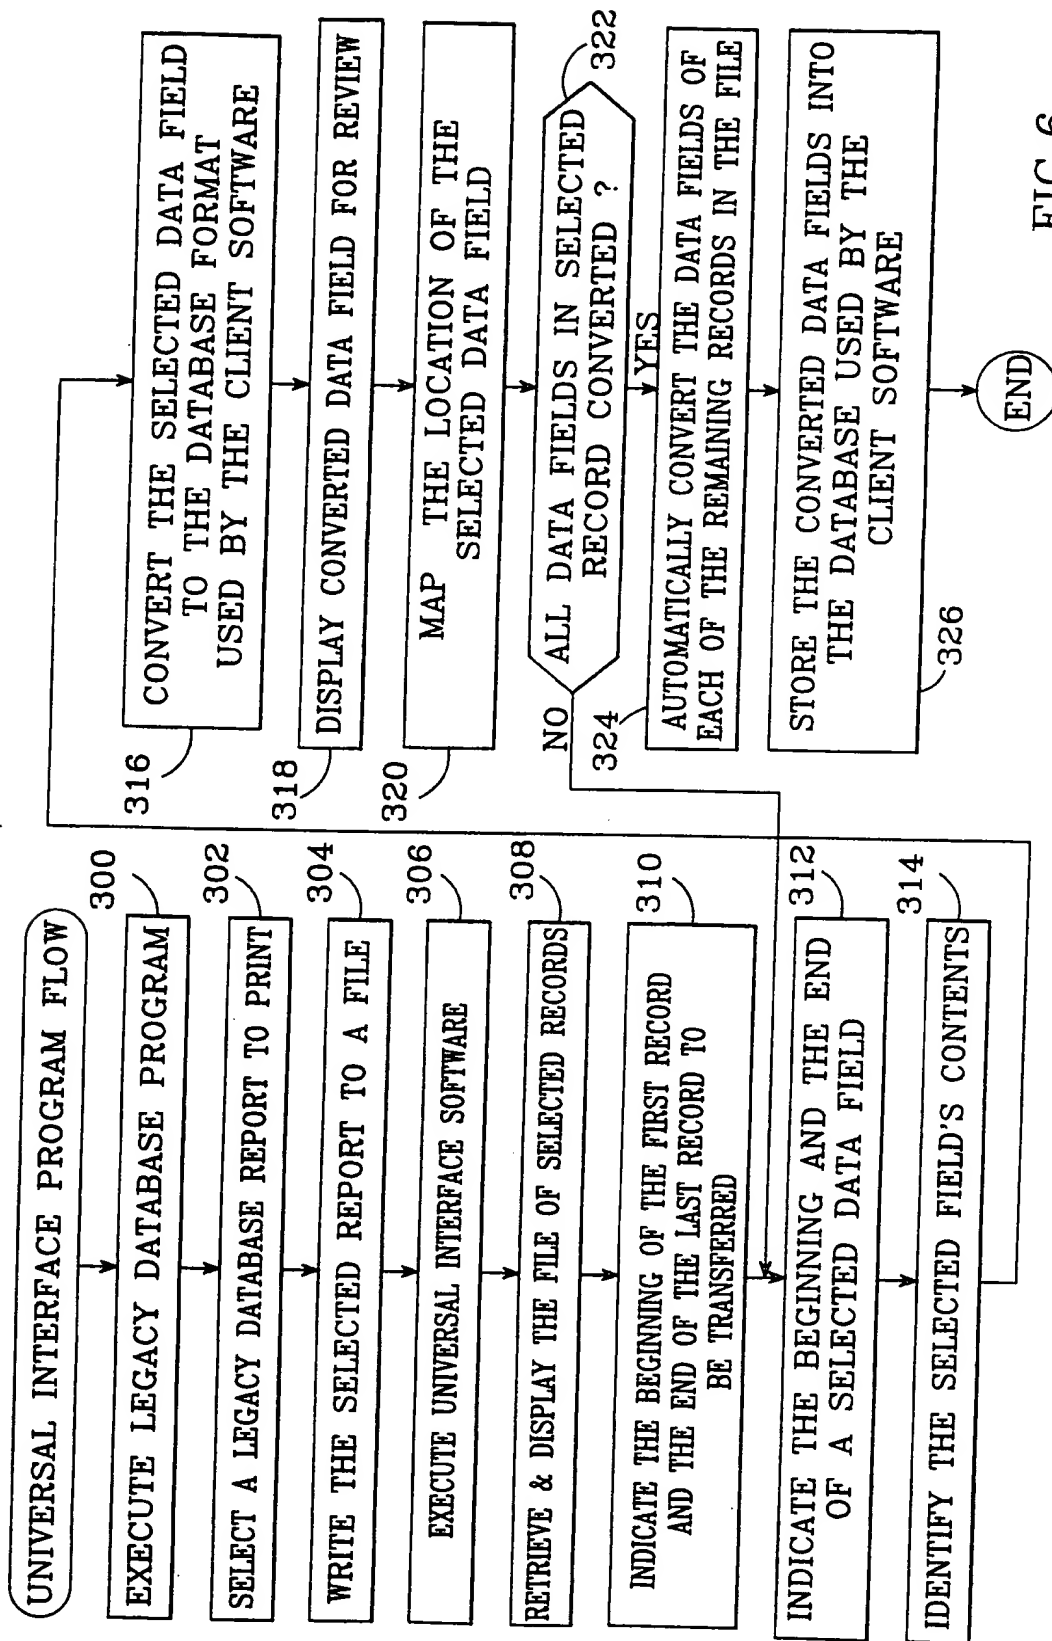 UNIVERSAL INTERFACE PROGRAM FLOW
300
EXECUTE LEGACY DATABASE PROGRAM
302
SELECT A LEGACY DATABASE REPORT TO PRINT
304
WRITE THE SELECTED REPORT TO A FILE
306
EXECUTE UNIVERSAL INTERFACE SOFTWARE
308
RETRIEVE & DISPLAY THE FILE OF SELECTED RECORDS
310
INDICATE THE BEGINNING OF THE FIRST RECORD
AND THE END OF THE LAST RECORD TO
BE TRANSFERRED
312
INDICATE THE BEGINNING AND THE END
OF A SELECTED DATA FIELD
314
IDENTIFY THE SELECTED FIELD'S CONTENTS
316
CONVERT THE SELECTED DATA FIELD
TO THE DATABASE FORMAT
USED BY THE CLIENT SOFTWARE
318
DISPLAY CONVERTED DATA FIELD FOR REVIEW
320
MAP THE LOCATION OF THE
SELECTED DATA FIELD
322
ALL DATA FIELDS IN SELECTED
RECORD CONVERTED ?
NO
YES
324
AUTOMATICALLY CONVERT THE DATA FIELDS OF
EACH OF THE REMAINING RECORDS IN THE FILE
STORE THE CONVERTED DATA FIELDS INTO
THE DATABASE USED BY THE
CLIENT SOFTWARE
326
END
FIG. 6